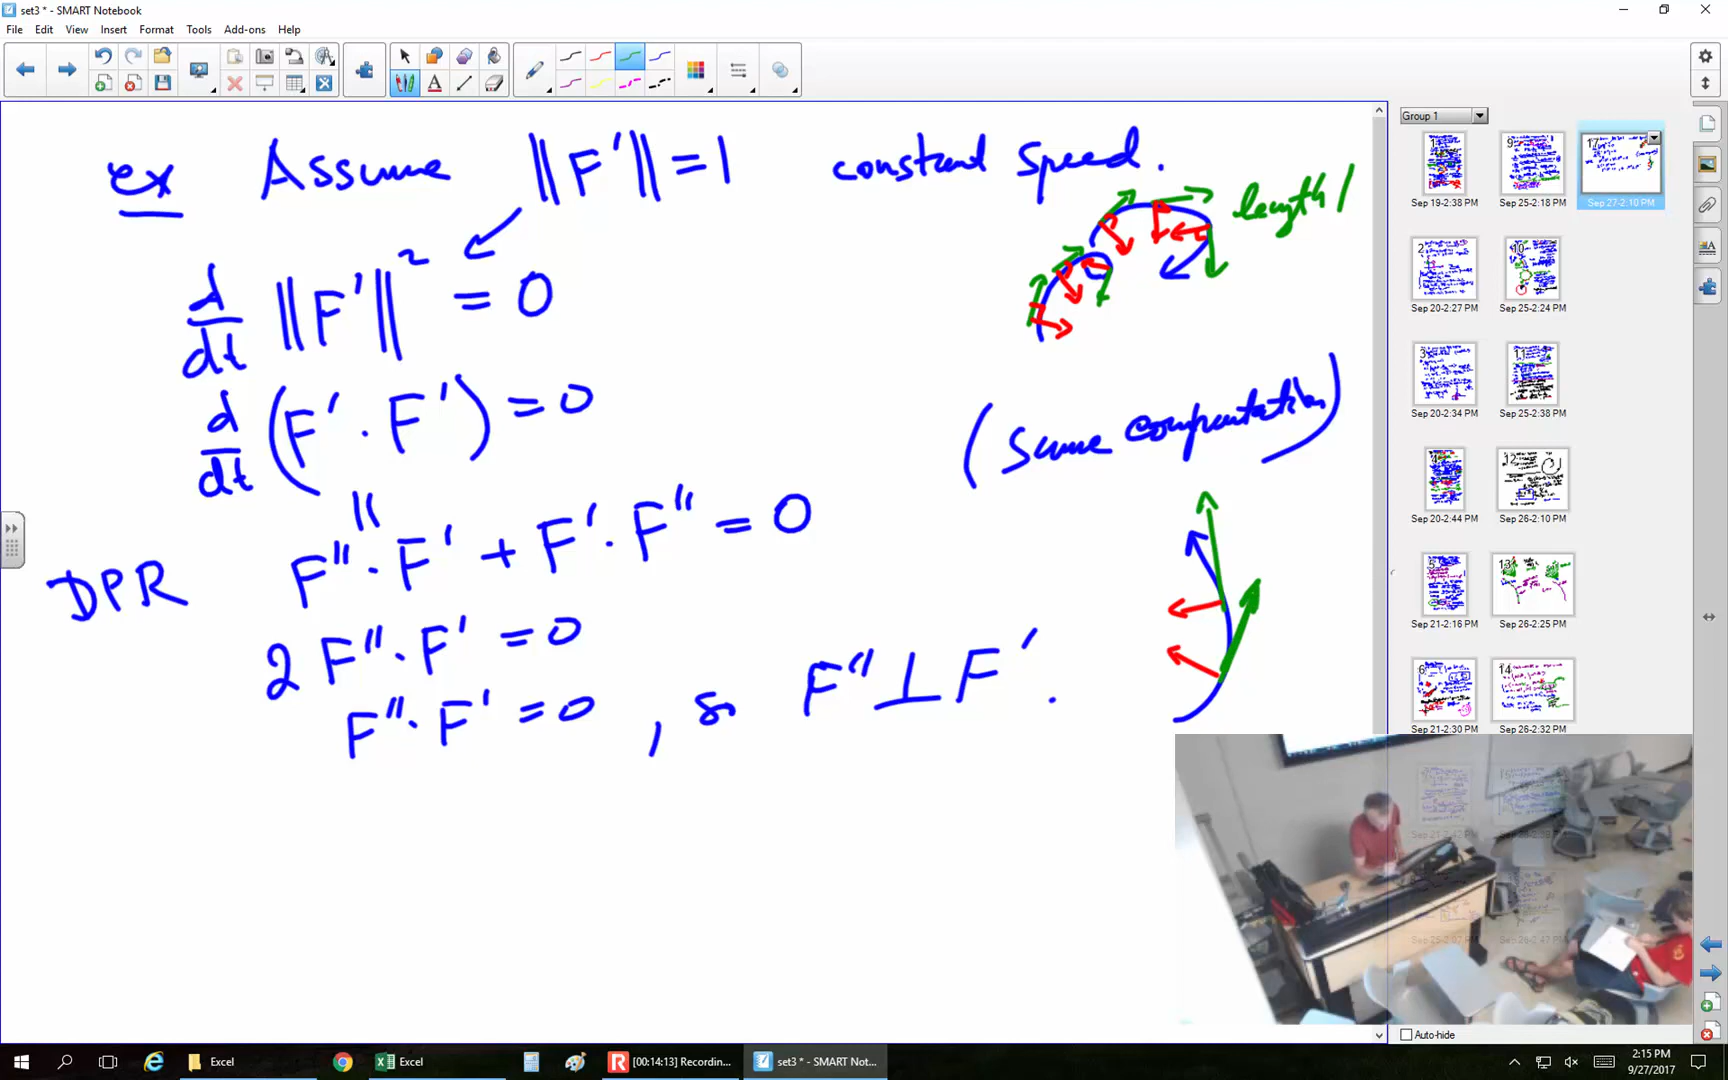 set3 * - SMART Notebook
File Edit View Insert Format Tools Add-ons Help
Group 1
ex Assume ||F'|| = 1 constant speed.
length 1
d/dt ||F'||² = 0
d/dt (F' · F') = 0
(same computation)
||
DPR F'' · F' + F' · F'' = 0
2 F'' · F' = 0
F'' · F' = 0 , so F'' ⊥ F' .
Sep 19-2:38 PM Sep 25-2:18 PM Sep 27-2:10 PM
Sep 20-2:27 PM Sep 25-2:24 PM
Sep 20-2:34 PM Sep 25-2:38 PM
Sep 20-2:44 PM Sep 26-2:10 PM
Sep 21-2:16 PM Sep 26-2:25 PM
Sep 21-2:30 PM Sep 26-2:32 PM
Auto-hide
Excel Excel [00:14:13] Recordin... set3 * - SMART Not...
2:15 PM
9/27/2017